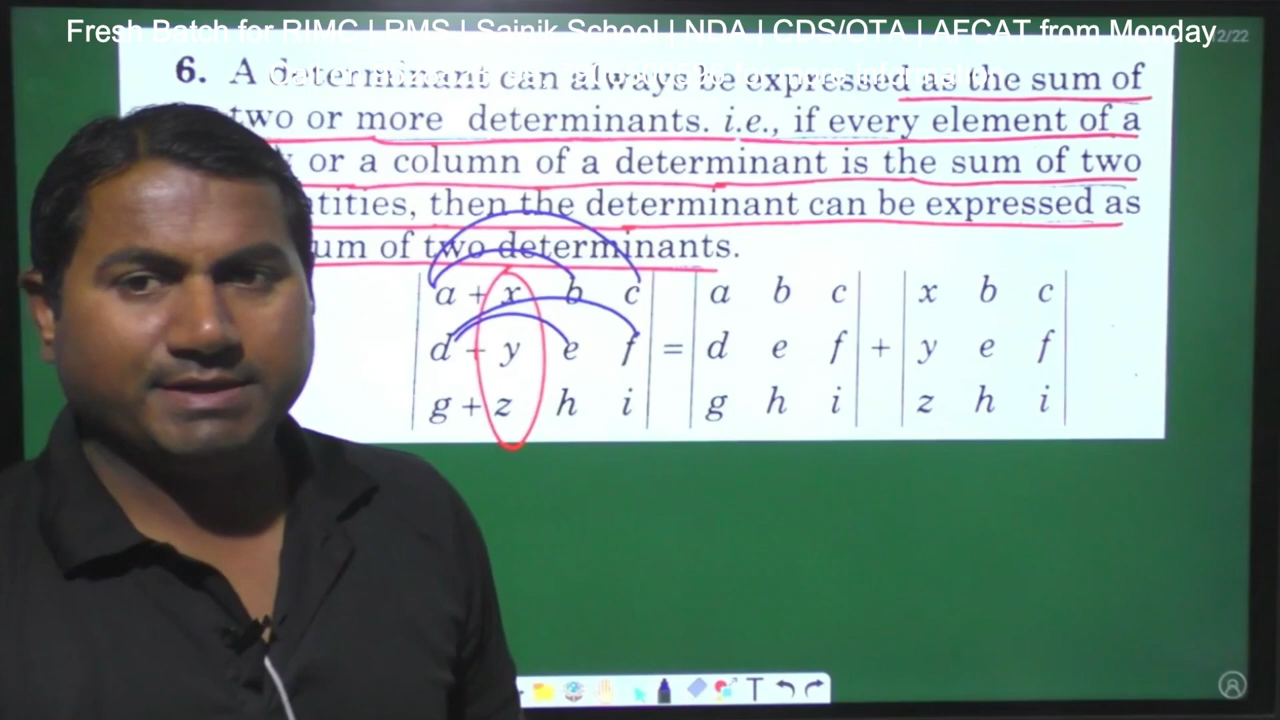 Fresh Batch for RIMC | RMS | Sainik School | NDA | CDS/OTA | AFCAT from Monday
2/22
6. A determinant can always be expressed as the sum of
two or more determinants. i.e., if every element of a
or a column of a determinant is the sum of two
tities, then the determinant can be expressed as
um of two determinants.
| a + x b c | | a b c | | x b c |
| d + y e f | = | d e f | + | y e f |
| g + z h i | | g h i | | z h i |
T